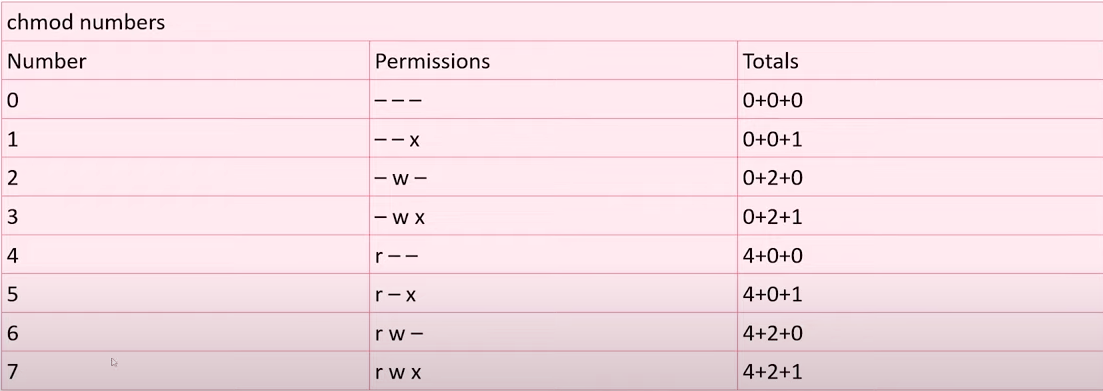 chmod numbers
Number Permissions Totals
0 – – – 0+0+0
1 – – x 0+0+1
2 – w – 0+2+0
3 – w x 0+2+1
4 r – – 4+0+0
5 r – x 4+0+1
6 r w – 4+2+0
7 r w x 4+2+1